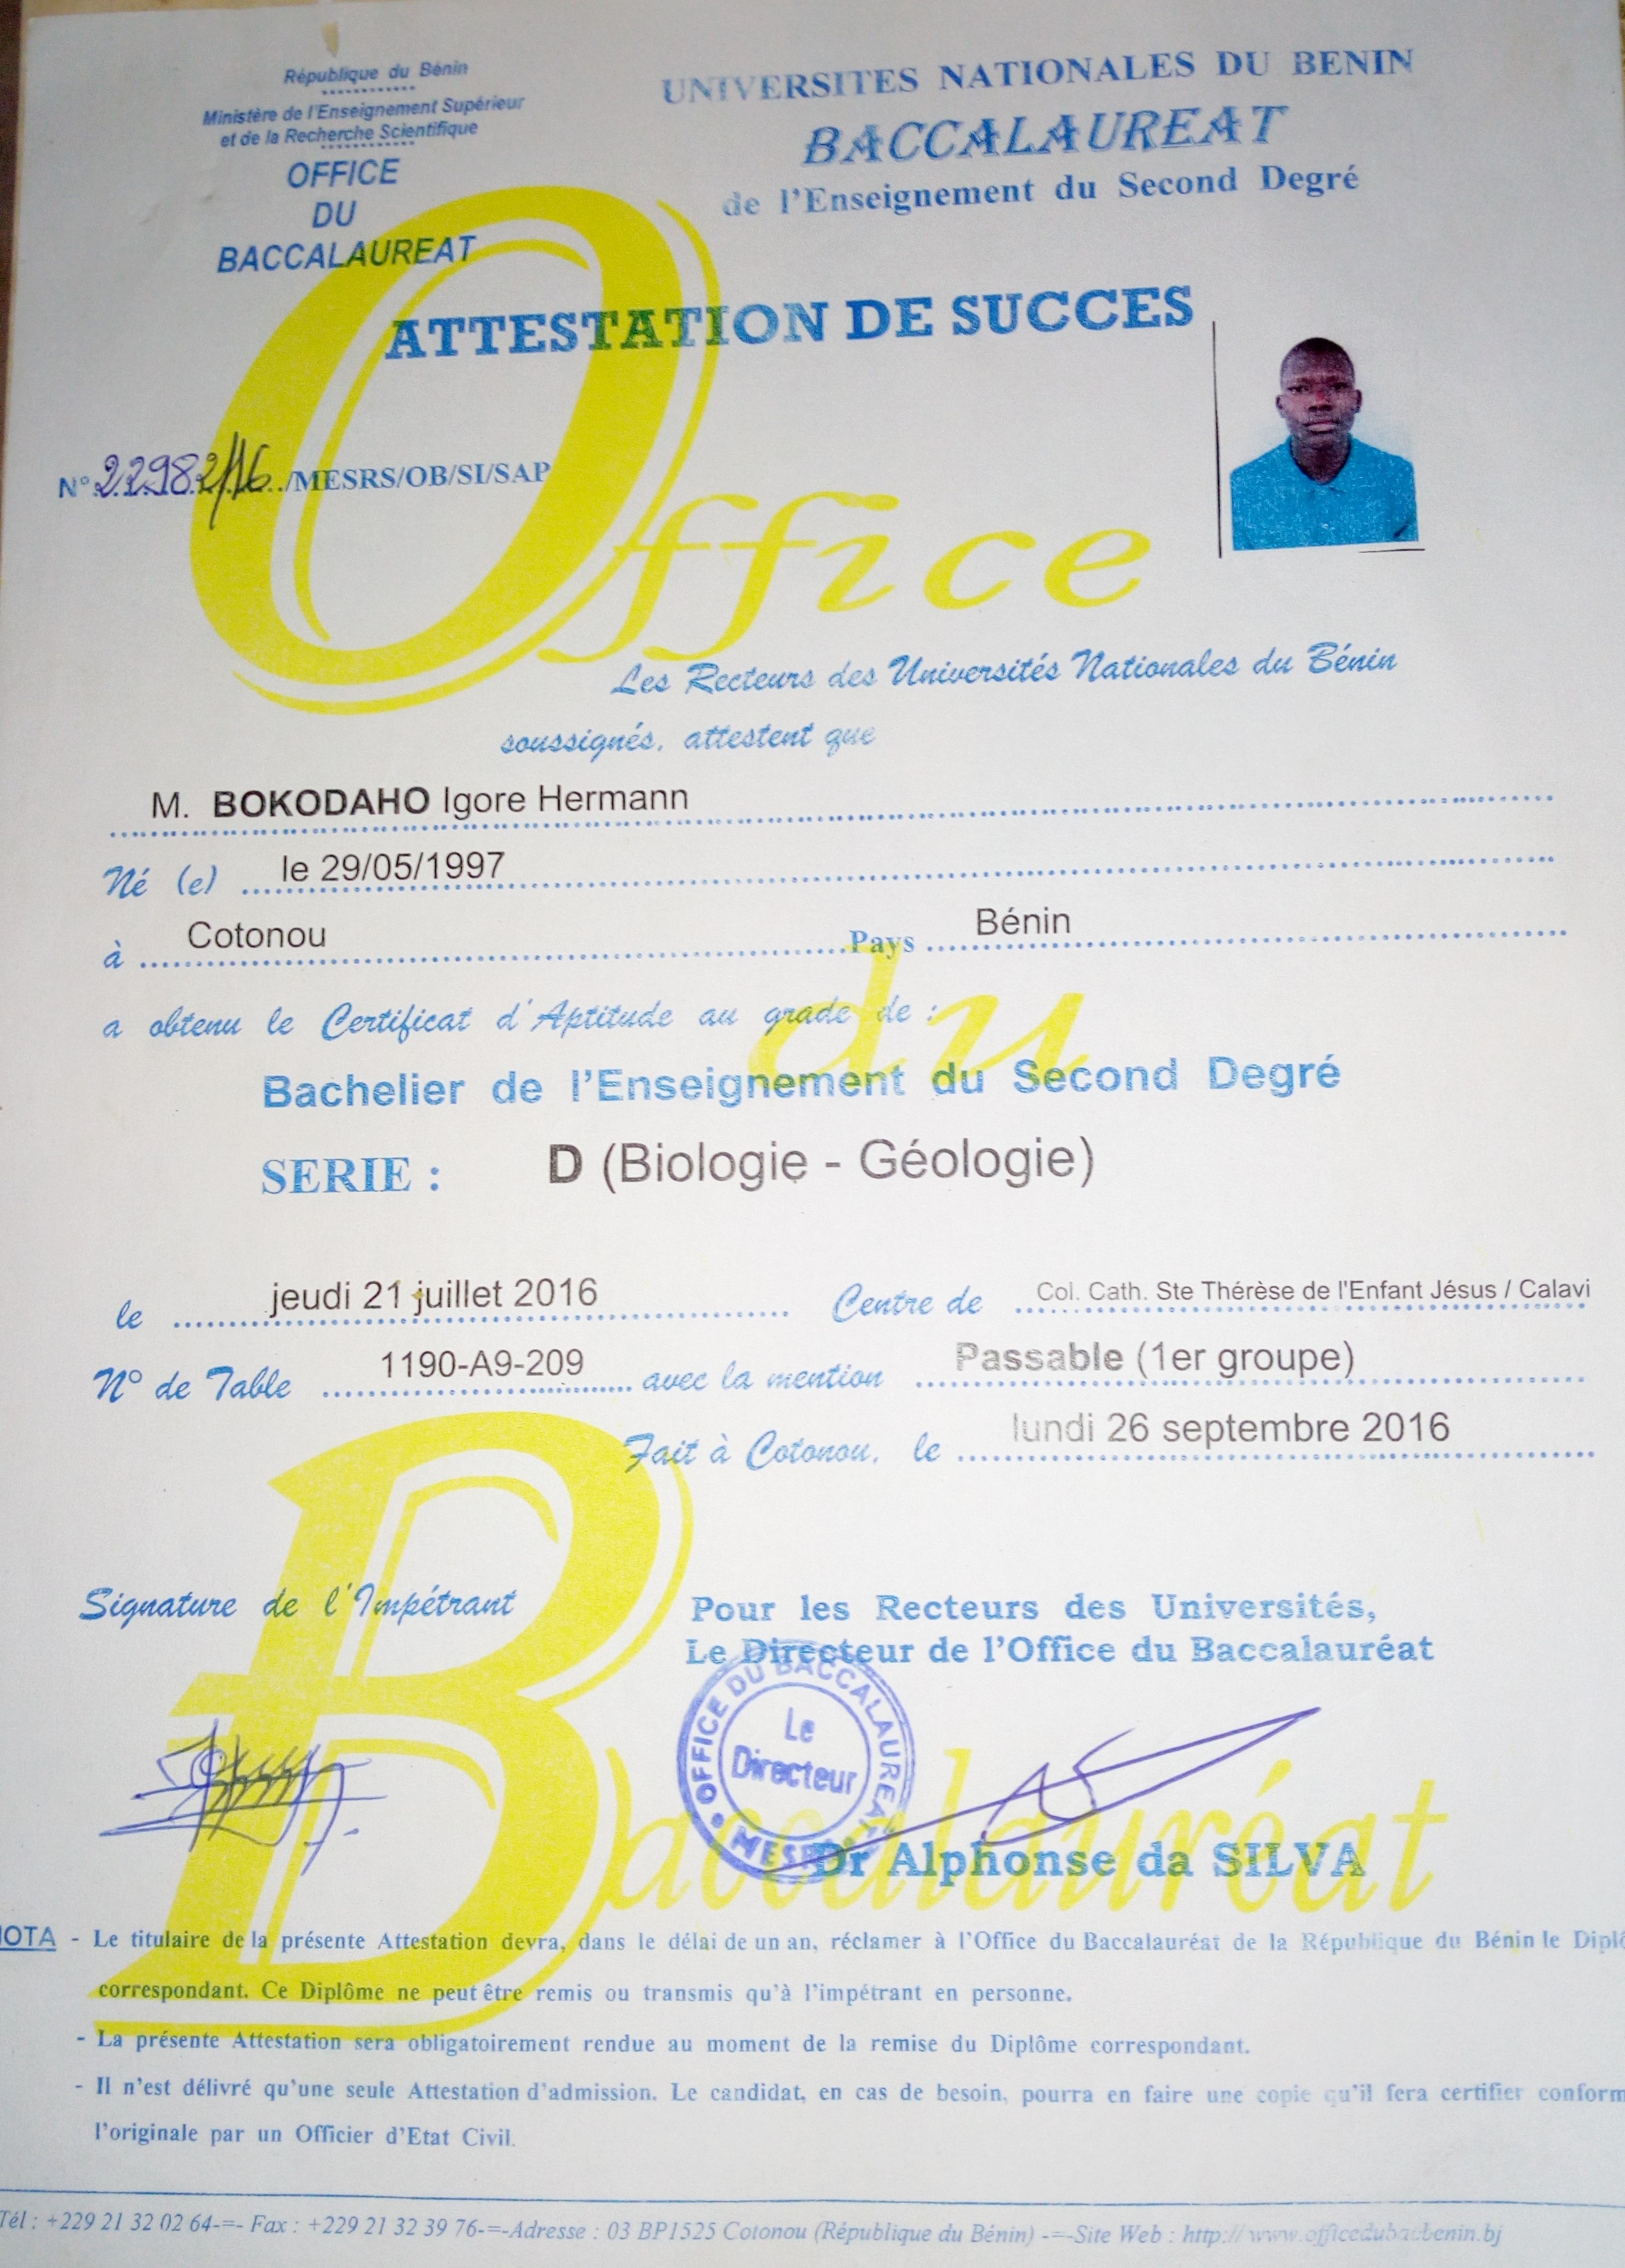 République du Bénin
Ministère de l'Enseignement Supérieur
et de la Recherche Scientifique
OFFICE
DU
BACCALAUREAT
UNIVERSITES NATIONALES DU BENIN
BACCALAUREAT
de l'Enseignement du Second Degré
ATTESTATION DE SUCCES
N° 22982/16 /MESRS/OB/SI/SAP
Office
Les Recteurs des Universités Nationales du Bénin
soussignés, attestent que
M. BOKODAHO Igore Hermann
Né (e) le 29/05/1997
à Cotonou Pays Bénin
du
a obtenu le Certificat d'Aptitude au grade de :
Bachelier de l'Enseignement du Second Degré
SERIE : D (Biologie - Géologie)
le jeudi 21 juillet 2016 Centre de Col. Cath. Ste Thérèse de l'Enfant Jésus / Calavi
N° de Table 1190-A9-209 avec la mention Passable (1er groupe)
Fait à Cotonou, le lundi 26 septembre 2016
Baccalauréat
Signature de l'Impétrant
Pour les Recteurs des Universités,
Le Directeur de l'Office du Baccalauréat
OFFICE DU BACCALAUREAT
Le
Directeur
Dr Alphonse da SILVA
NOTA - Le titulaire de la présente Attestation devra, dans le délai de un an, réclamer à l'Office du Baccalauréat de la République du Bénin le Diplô
correspondant. Ce Diplôme ne peut être remis ou transmis qu'à l'impétrant en personne.
- La présente Attestation sera obligatoirement rendue au moment de la remise du Diplôme correspondant.
- Il n'est délivré qu'une seule Attestation d'admission. Le candidat, en cas de besoin, pourra en faire une copie qu'il fera certifier conform
l'originale par un Officier d'Etat Civil.
Tél : +229 21 32 02 64-=- Fax : +229 21 32 39 76-=-Adresse : 03 BP1525 Cotonou (République du Bénin) -=-Site Web : http:// www.officedubacbenin.bj